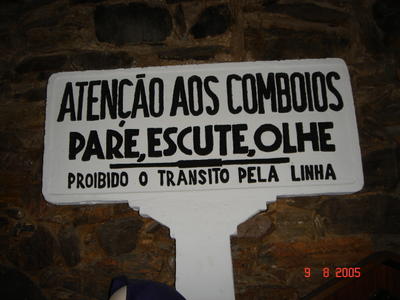 ATENÇÃO AOS COMBOIOS
PARE, ESCUTE, OLHE
PROIBIDO O TRANSITO PELA LINHA
9 8 2005